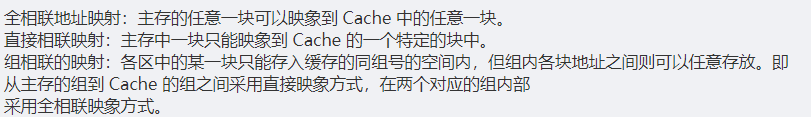 全相联地址映射：主存的任意一块可以映象到 Cache 中的任意一块。
直接相联映射：主存中一块只能映象到 Cache 的一个特定的块中。
组相联的映射：各区中的某一块只能存入缓存的同组号的空间内，但组内各块地址之间则可以任意存放。即
从主存的组到 Cache 的组之间采用直接映象方式，在两个对应的组内部
采用全相联映象方式。